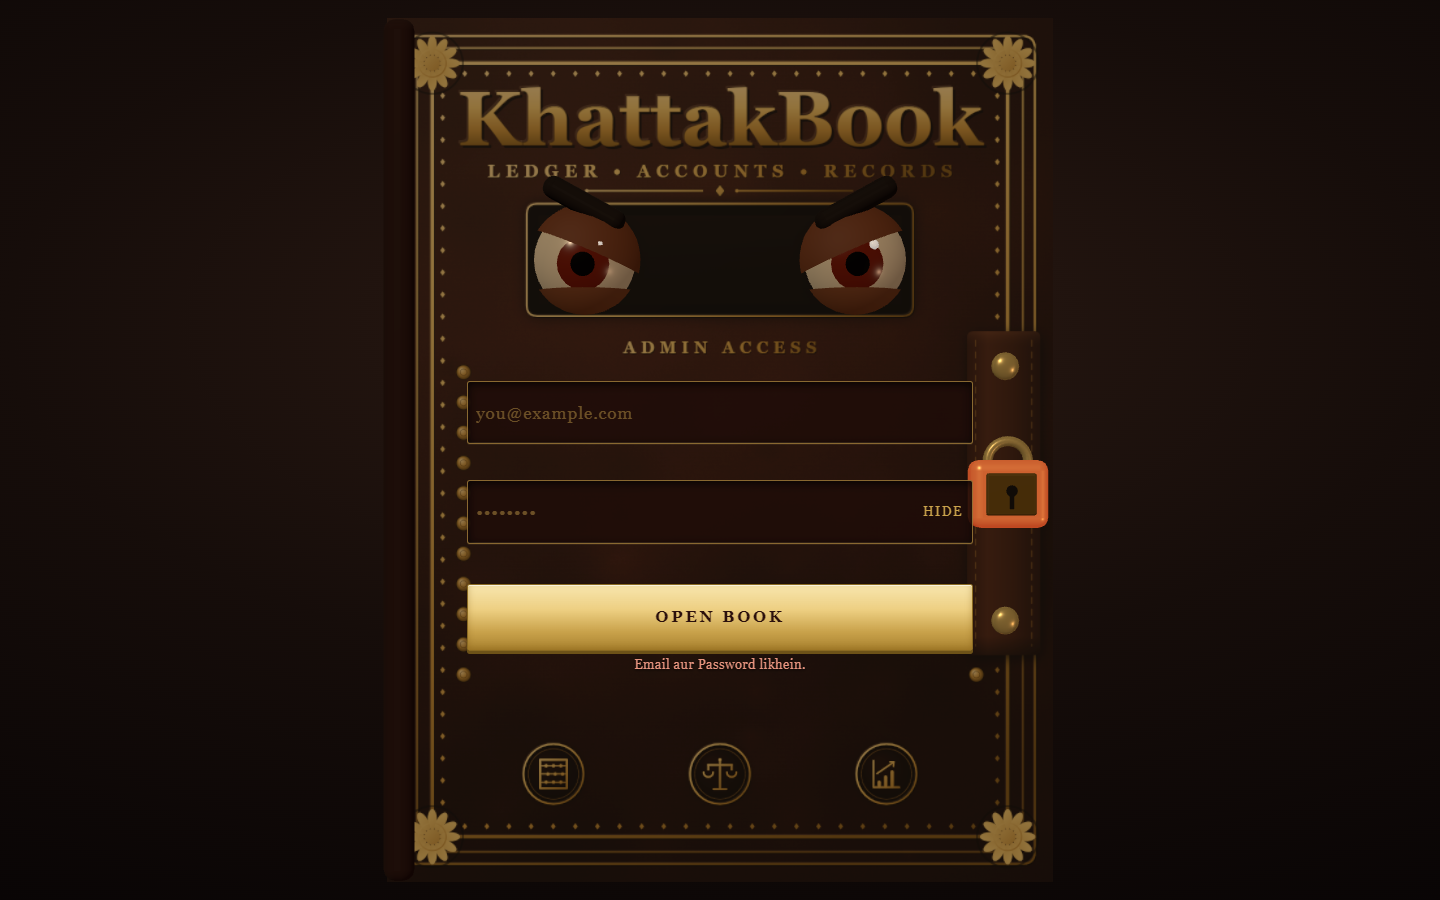 KhattakBook
LEDGER • ACCOUNTS • RECORDS
ADMIN ACCESS
you@example.com
•••••••• HIDE
OPEN BOOK
Email aur Password likhein.